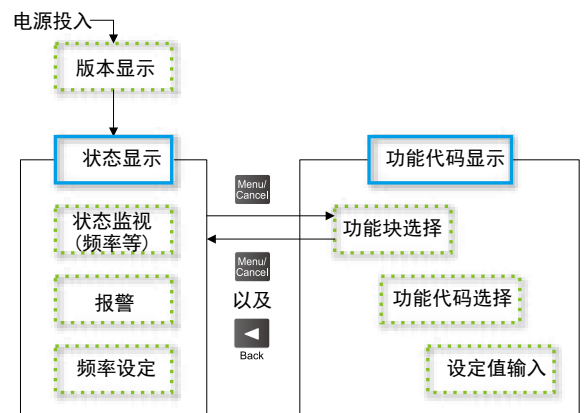 电源投入
版本显示
状态显示
功能代码显示
Menu/
Cancel
状态监视
(频率等)
功能块选择
Menu/
Cancel
报警
以及
功能代码选择
Back
频率设定
设定值输入